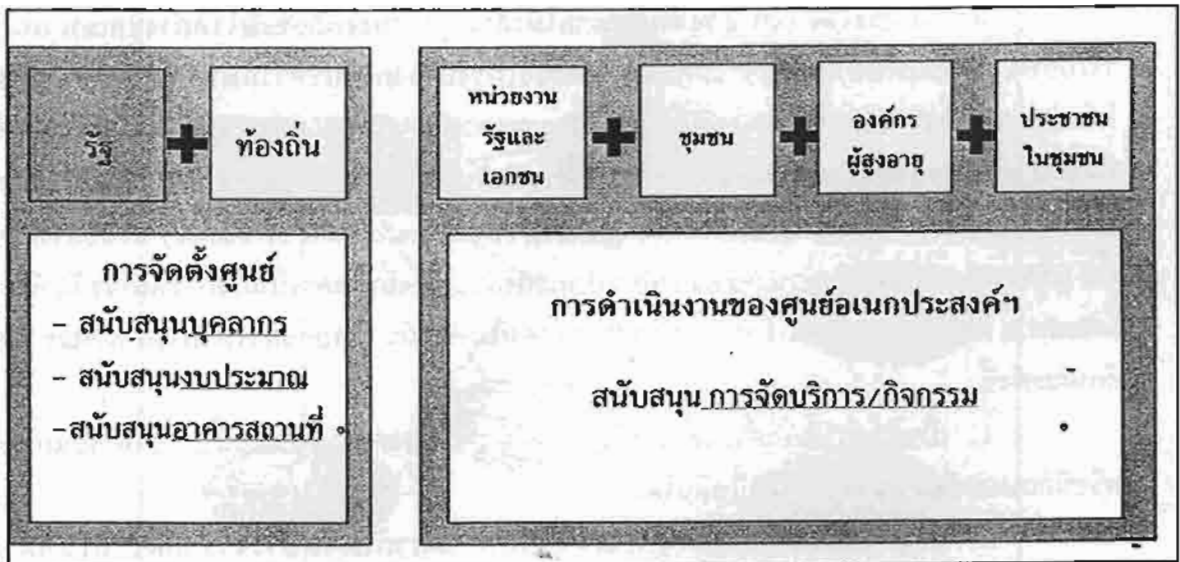 รัฐ
ท้องถิ่น
การจัดตั้งศูนย์
- สนับสนุนบุคลากร
- สนับสนุนงบประมาณ
-สนับสนุนอาคารสถานที่
หน่วยงาน
รัฐและ
เอกชน
ชุมชน
องค์กร
ผู้สูงอายุ
ประชาชน
ในชุมชน
การดำเนินงานของศูนย์อเนกประสงค์ฯ
สนับสนุน การจัดบริการ/กิจกรรม